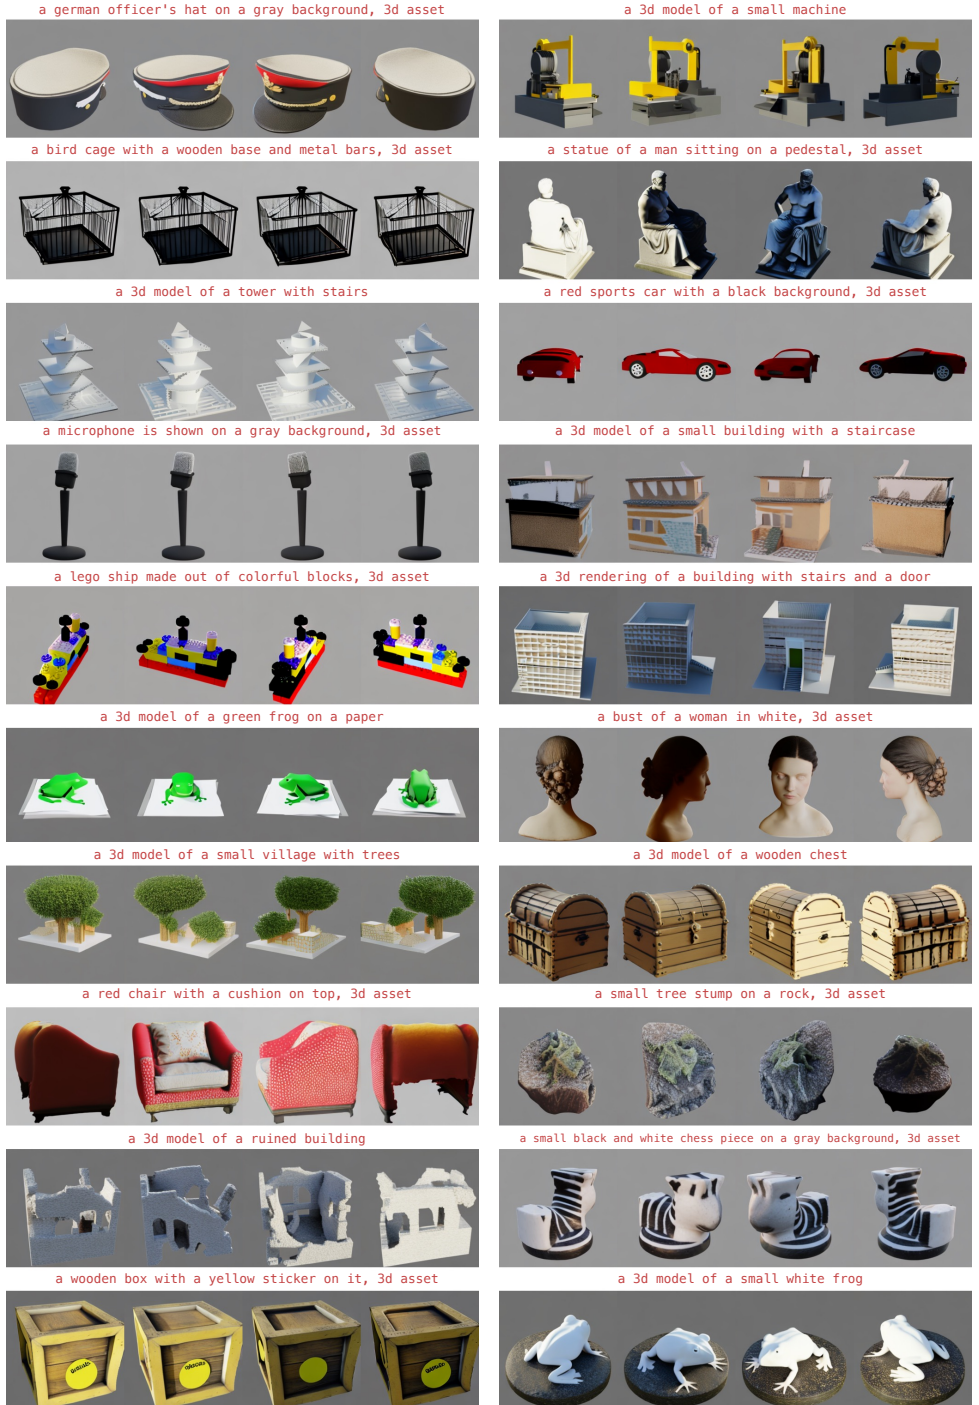 a german officer's hat on a gray background, 3d asset
a 3d model of a small machine
a bird cage with a wooden base and metal bars, 3d asset
a statue of a man sitting on a pedestal, 3d asset
a 3d model of a tower with stairs
a red sports car with a black background, 3d asset
a microphone is shown on a gray background, 3d asset
a 3d model of a small building with a staircase
a lego ship made out of colorful blocks, 3d asset
a 3d rendering of a building with stairs and a door
a 3d model of a green frog on a paper
a bust of a woman in white, 3d asset
a 3d model of a small village with trees
a 3d model of a wooden chest
a red chair with a cushion on top, 3d asset
a small tree stump on a rock, 3d asset
a 3d model of a ruined building
a small black and white chess piece on a gray background, 3d asset
a wooden box with a yellow sticker on it, 3d asset
a 3d model of a small white frog